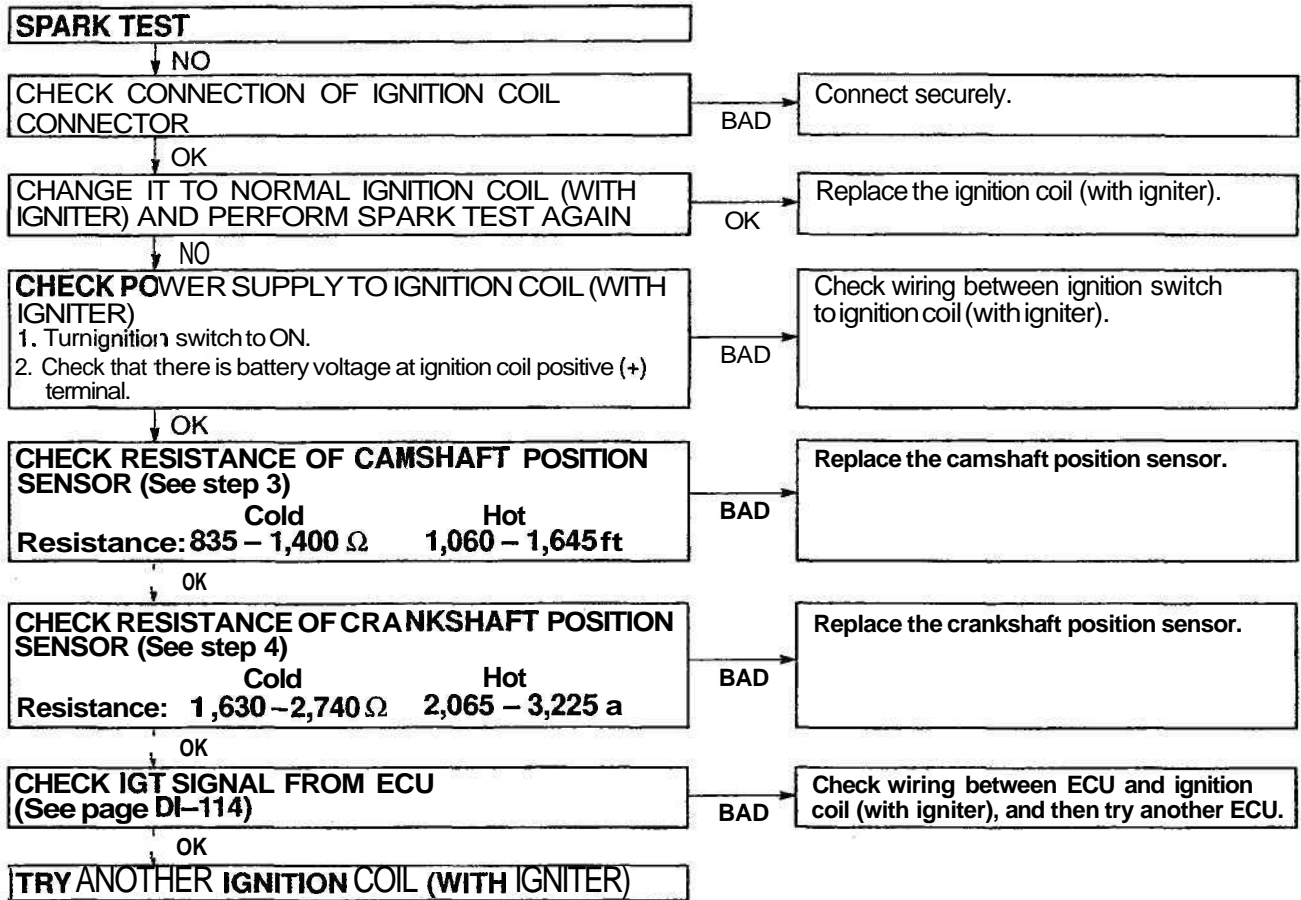 SPARK TEST
NO
CHECK CONNECTION OF IGNITION COIL
CONNECTOR
BAD
Connect securely.
OK
CHANGE IT TO NORMAL IGNITION COIL (WITH
IGNITER) AND PERFORM SPARK TEST AGAIN
OK
Replace the ignition coil (with igniter).
NO
CHECK POWER SUPPLY TO IGNITION COIL (WITH
IGNITER)
1. Turnignition switch to ON.
2. Check that there is battery voltage at ignition coil positive (+)
terminal.
BAD
Check wiring between ignition switch
to ignition coil (with igniter).
OK
CHECK RESISTANCE OF CAMSHAFT POSITION
SENSOR (See step 3)
Cold Hot
Resistance: 835 – 1,400 Ω 1,060 – 1,645 ft
BAD
Replace the camshaft position sensor.
OK
CHECK RESISTANCE OF CRANKSHAFT POSITION
SENSOR (See step 4)
Cold Hot
Resistance: 1,630 –2,740 Ω 2,065 – 3,225 a
BAD
Replace the crankshaft position sensor.
OK
CHECK IGT SIGNAL FROM ECU
(See page DI–114)
BAD
Check wiring between ECU and ignition
coil (with igniter), and then try another ECU.
OK
TRY ANOTHER IGNITION COIL (WITH IGNITER)